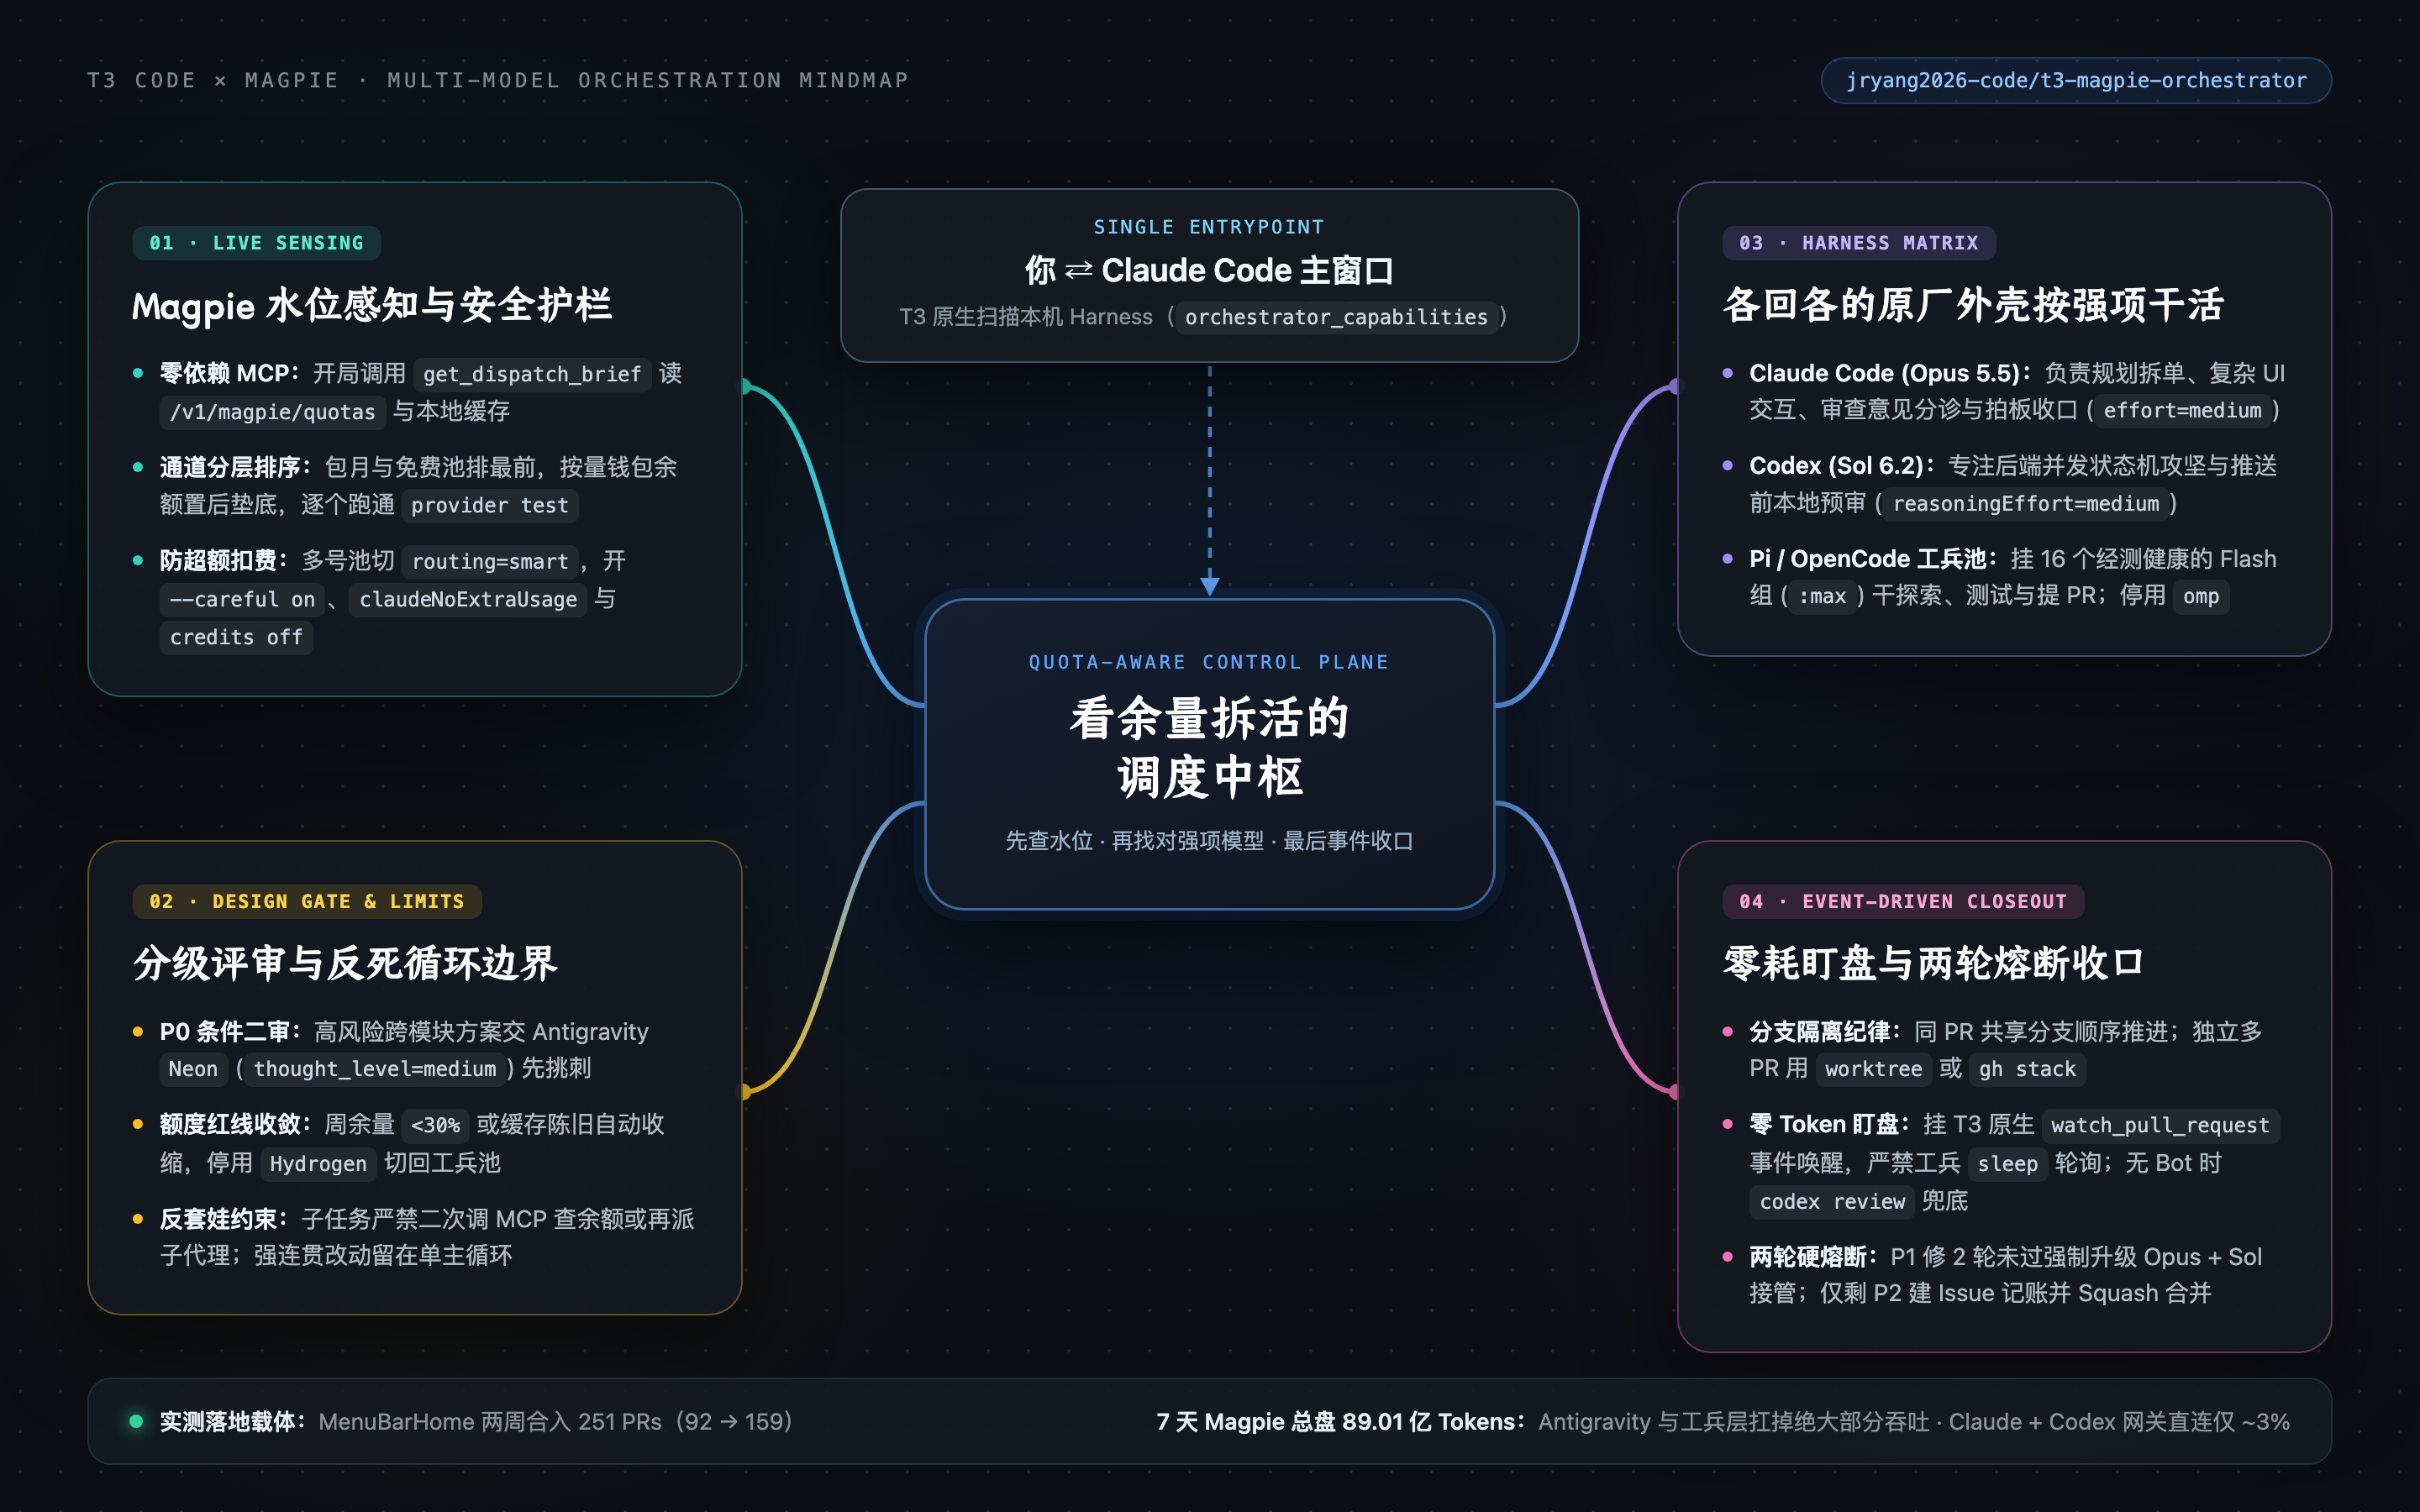 T3 CODE × MAGPIE · MULTI-MODEL ORCHESTRATION MINDMAP
jryang2026-code/t3-magpie-orchestrator
SINGLE ENTRYPOINT
你 ⇄ Claude Code 主窗口
T3 原生扫描本机 Harness（orchestrator_capabilities）
01 · LIVE SENSING
Magpie 水位感知与安全护栏
零依赖 MCP：开局调用 get_dispatch_brief 读
/v1/magpie/quotas 与本地缓存
通道分层排序：包月与免费池排最前，按量钱包余
额置后垫底，逐个跑通 provider test
防超额扣费：多号池切 routing=smart，开
--careful on、claudeNoExtraUsage 与
credits off
QUOTA-AWARE CONTROL PLANE
看余量拆活的
调度中枢
先查水位 · 再找对强项模型 · 最后事件收口
03 · HARNESS MATRIX
各回各的原厂外壳按强项干活
Claude Code (Opus 5.5)：负责规划拆单、复杂 UI
交互、审查意见分诊与拍板收口 (effort=medium)
Codex (Sol 6.2)：专注后端并发状态机攻坚与推送
前本地预审 (reasoningEffort=medium)
Pi / OpenCode 工兵池：挂 16 个经测健康的 Flash
组 (:max) 干探索、测试与提 PR；停用 omp
02 · DESIGN GATE & LIMITS
分级评审与反死循环边界
P0 条件二审：高风险跨模块方案交 Antigravity
Neon (thought_level=medium) 先挑刺
额度红线收敛：周余量 <30% 或缓存陈旧自动收
缩，停用 Hydrogen 切回工兵池
反套娃约束：子任务严禁二次调 MCP 查余额或再派
子代理；强连贯改动留在单主循环
04 · EVENT-DRIVEN CLOSEOUT
零耗盯盘与两轮熔断收口
分支隔离纪律：同 PR 共享分支顺序推进；独立多
PR 用 worktree 或 gh stack
零 Token 盯盘：挂 T3 原生 watch_pull_request
事件唤醒，严禁工兵 sleep 轮询；无 Bot 时
codex review 兜底
两轮硬熔断：P1 修 2 轮未过强制升级 Opus + Sol
接管；仅剩 P2 建 Issue 记账并 Squash 合并
实测落地载体：MenuBarHome 两周合入 251 PRs（92 → 159）
7 天 Magpie 总盘 89.01 亿 Tokens：Antigravity 与工兵层扛掉绝大部分吞吐 · Claude + Codex 网关直连仅 ~3%